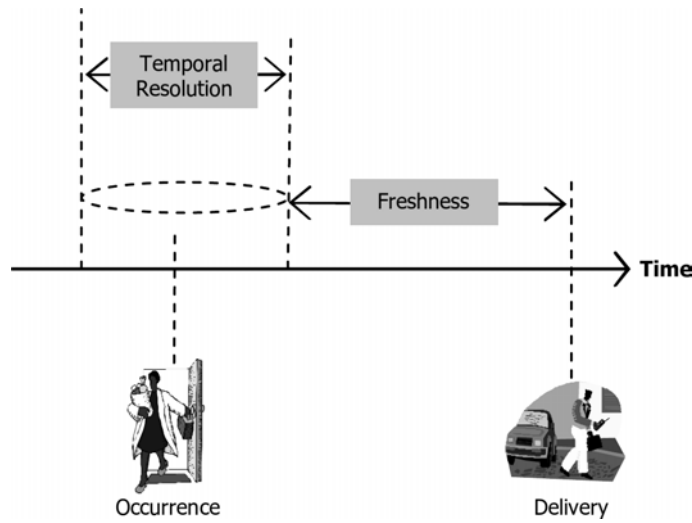 Temporal
Resolution
Freshness
Time
Occurrence
Delivery